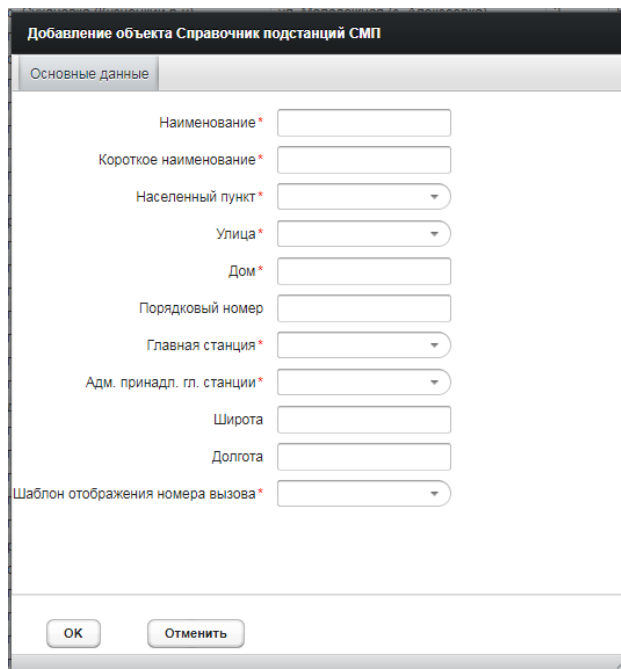 Добавление объекта Справочник подстанций СМП
Основные данные
Наименование*
Короткое наименование*
Населенный пункт*
Улица*
Дом*
Порядковый номер
Главная станция*
Адм. принадл. гл. станции*
Широта
Долгота
Шаблон отображения номера вызова*
OK Отменить